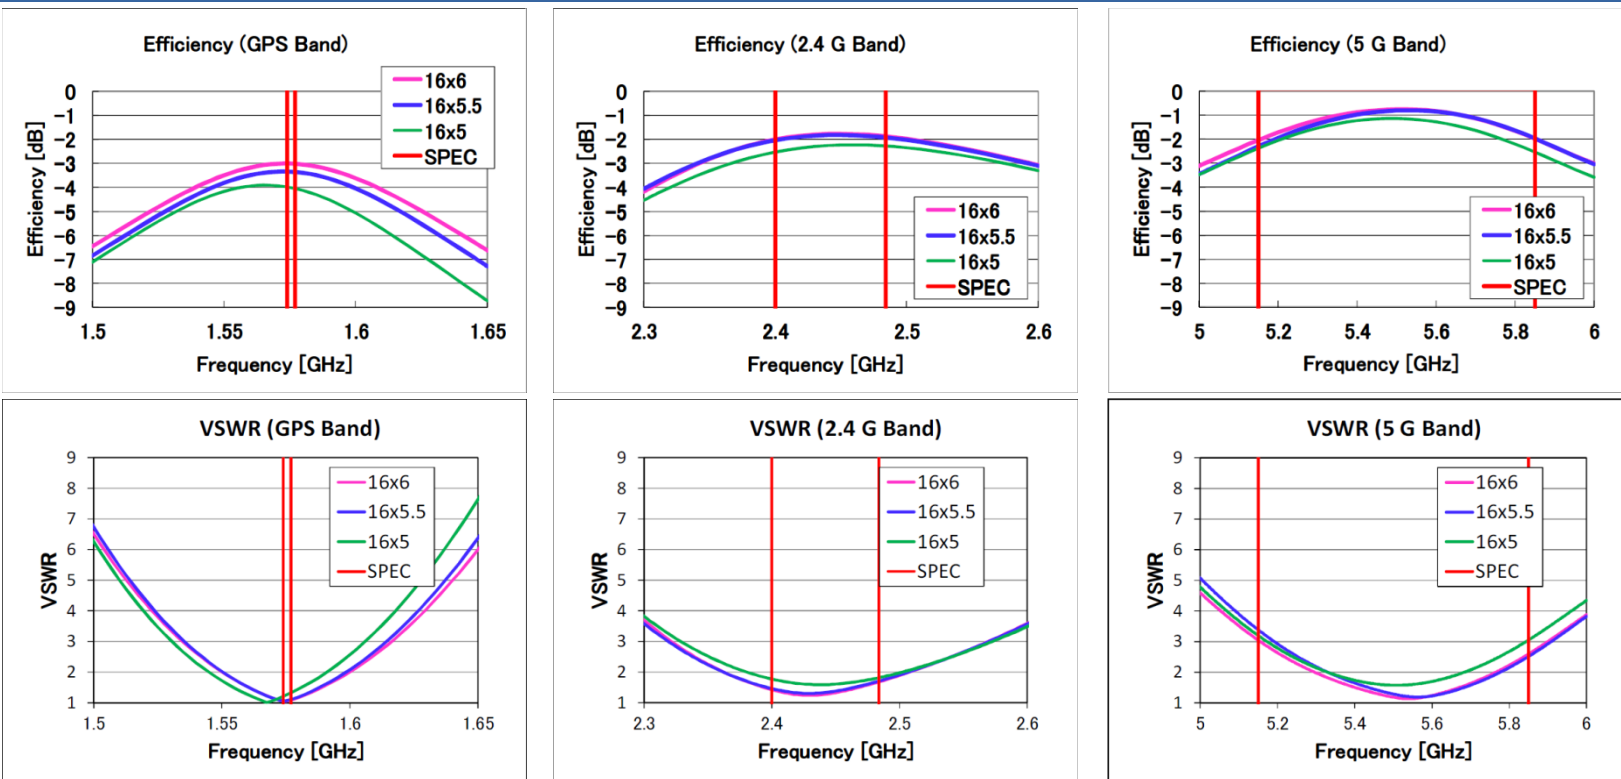 Efficiency (GPS Band)
16x6
16x5.5
16x5
SPEC
Efficiency [dB]
0
-1
-2
-3
-4
-5
-6
-7
-8
-9
1.5 1.55 1.6 1.65
Frequency [GHz]
Efficiency (2.4 G Band)
Efficiency [dB]
0
-1
-2
-3
-4
-5
-6
-7
-8
-9
16x6
16x5.5
16x5
SPEC
2.3 2.4 2.5 2.6
Frequency [GHz]
Efficiency (5 G Band)
Efficiency [dB]
0
-1
-2
-3
-4
-5
-6
-7
-8
-9
16x6
16x5.5
16x5
SPEC
5 5.2 5.4 5.6 5.8 6
Frequency [GHz]
VSWR (GPS Band)
VSWR
9
8
7
6
5
4
3
2
1
16x6
16x5.5
16x5
SPEC
1.5 1.55 1.6 1.65
Frequency [GHz]
VSWR (2.4 G Band)
VSWR
9
8
7
6
5
4
3
2
1
16x6
16x5.5
16x5
SPEC
2.3 2.4 2.5 2.6
Frequency [GHz]
VSWR (5 G Band)
VSWR
9
8
7
6
5
4
3
2
1
16x6
16x5.5
16x5
SPEC
5 5.2 5.4 5.6 5.8 6
Frequency [GHz]